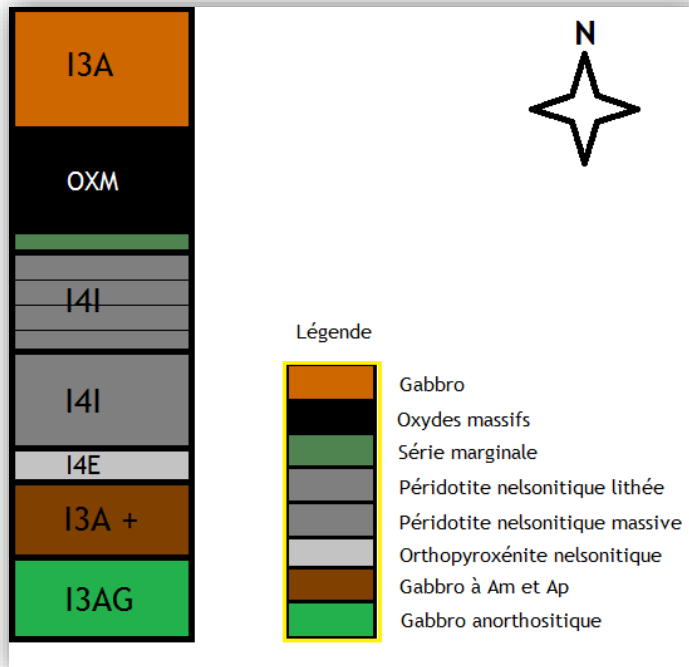 I3A
OXM
I4I
I4I
I4E
I3A +
I3AG
N
Légende
Gabbro
Oxydes massifs
Série marginale
Péridotite nelsonitique lithée
Péridotite nelsonitique massive
Orthopyroxénite nelsonitique
Gabbro à Am et Ap
Gabbro anorthositique